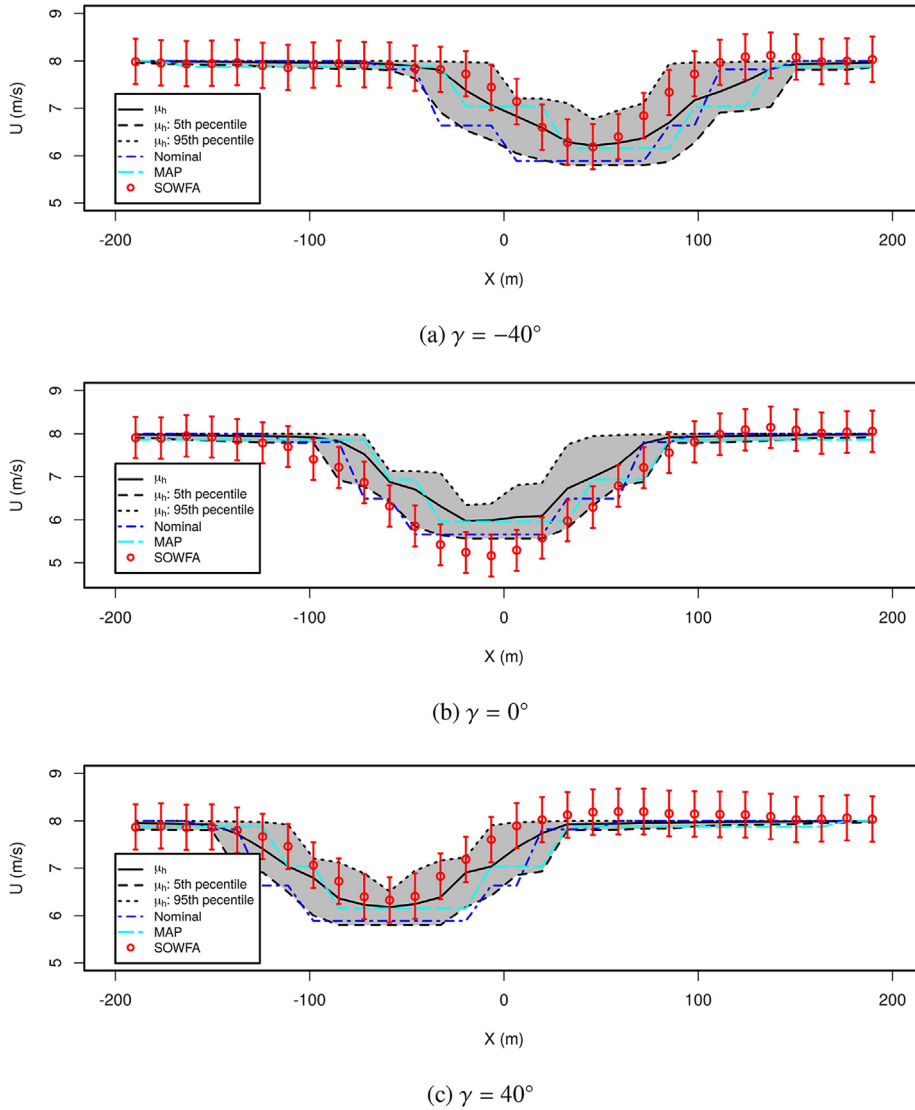 9
8
7
6
5
U (m/s)
μh
μh: 5th pecentile
μh: 95th pecentile
Nominal
MAP
SOWFA
-200 -100 0 100 200
X (m)
(a) γ = −40°
9
8
7
6
5
U (m/s)
μh
μh: 5th pecentile
μh: 95th pecentile
Nominal
MAP
SOWFA
-200 -100 0 100 200
X (m)
(b) γ = 0°
9
8
7
6
5
U (m/s)
μh
μh: 5th pecentile
μh: 95th pecentile
Nominal
MAP
SOWFA
-200 -100 0 100 200
X (m)
(c) γ = 40°